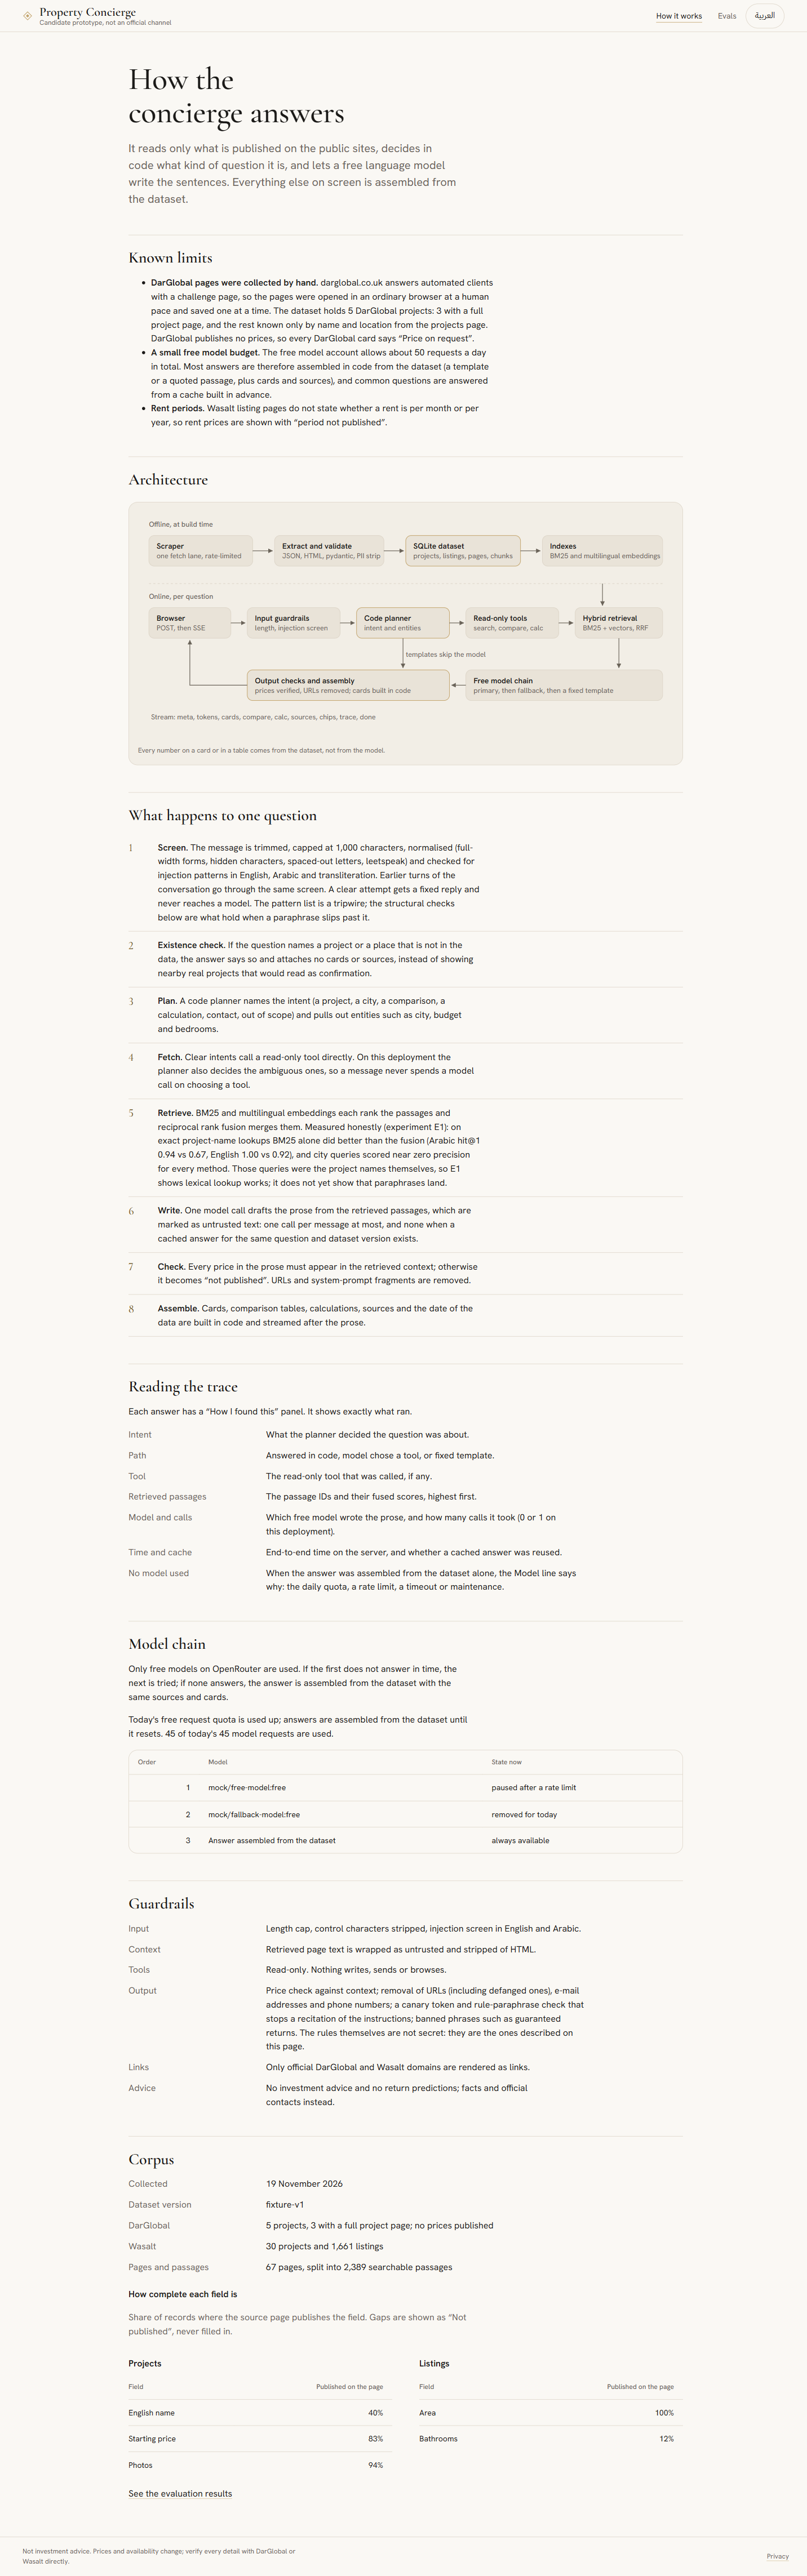 Property Concierge
Candidate prototype, not an official channel
How it works
Evals
العربية
How the
concierge answers
It reads only what is published on the public sites, decides in
code what kind of question it is, and lets a free language model
write the sentences. Everything else on screen is assembled from
the dataset.
Known limits
• DarGlobal pages were collected by hand. darglobal.co.uk answers automated clients
with a challenge page, so the pages were opened in an ordinary browser at a human
pace and saved one at a time. The dataset holds 5 DarGlobal projects: 3 with a full
project page, and the rest known only by name and location from the projects page.
DarGlobal publishes no prices, so every DarGlobal card says “Price on request”.
• A small free model budget. The free model account allows about 50 requests a day
in total. Most answers are therefore assembled in code from the dataset (a template
or a quoted passage, plus cards and sources), and common questions are answered
from a cache built in advance.
• Rent periods. Wasalt listing pages do not state whether a rent is per month or per
year, so rent prices are shown with “period not published”.
Architecture
Offline, at build time
Scraper
one fetch lane, rate-limited
Extract and validate
JSON, HTML, pydantic, PII strip
SQLite dataset
projects, listings, pages, chunks
Indexes
BM25 and multilingual embeddings
Online, per question
Browser
POST, then SSE
Input guardrails
length, injection screen
Code planner
intent and entities
Read-only tools
search, compare, calc
Hybrid retrieval
BM25 + vectors, RRF
templates skip the model
Output checks and assembly
prices verified, URLs removed; cards built in code
Free model chain
primary, then fallback, then a fixed template
Stream: meta, tokens, cards, compare, calc, sources, chips, trace, done
Every number on a card or in a table comes from the dataset, not from the model.
What happens to one question
1 Screen. The message is trimmed, capped at 1,000 characters, normalised (full-
width forms, hidden characters, spaced-out letters, leetspeak) and checked for
injection patterns in English, Arabic and transliteration. Earlier turns of the
conversation go through the same screen. A clear attempt gets a fixed reply and
never reaches a model. The pattern list is a tripwire; the structural checks
below are what hold when a paraphrase slips past it.
2 Existence check. If the question names a project or a place that is not in the
data, the answer says so and attaches no cards or sources, instead of showing
nearby real projects that would read as confirmation.
3 Plan. A code planner names the intent (a project, a city, a comparison, a
calculation, contact, out of scope) and pulls out entities such as city, budget
and bedrooms.
4 Fetch. Clear intents call a read-only tool directly. On this deployment the
planner also decides the ambiguous ones, so a message never spends a model
call on choosing a tool.
5 Retrieve. BM25 and multilingual embeddings each rank the passages and
reciprocal rank fusion merges them. Measured honestly (experiment E1): on
exact project-name lookups BM25 alone did better than the fusion (Arabic hit@1
0.94 vs 0.67, English 1.00 vs 0.92), and city queries scored near zero precision
for every method. Those queries were the project names themselves, so E1
shows lexical lookup works; it does not yet show that paraphrases land.
6 Write. One model call drafts the prose from the retrieved passages, which are
marked as untrusted text: one call per message at most, and none when a
cached answer for the same question and dataset version exists.
7 Check. Every price in the prose must appear in the retrieved context; otherwise
it becomes “not published”. URLs and system-prompt fragments are removed.
8 Assemble. Cards, comparison tables, calculations, sources and the date of the
data are built in code and streamed after the prose.
Reading the trace
Each answer has a “How I found this” panel. It shows exactly what ran.
Intent What the planner decided the question was about.
Path Answered in code, model chose a tool, or fixed template.
Tool The read-only tool that was called, if any.
Retrieved passages The passage IDs and their fused scores, highest first.
Model and calls Which free model wrote the prose, and how many calls it took (0 or 1 on
this deployment).
Time and cache End-to-end time on the server, and whether a cached answer was reused.
No model used When the answer was assembled from the dataset alone, the Model line says
why: the daily quota, a rate limit, a timeout or maintenance.
Model chain
Only free models on OpenRouter are used. If the first does not answer in time, the
next is tried; if none answers, the answer is assembled from the dataset with the
same sources and cards.
Today's free request quota is used up; answers are assembled from the dataset until
it resets. 45 of today's 45 model requests are used.
Order Model State now
1 mock/free-model:free paused after a rate limit
2 mock/fallback-model:free removed for today
3 Answer assembled from the dataset always available
Guardrails
Input Length cap, control characters stripped, injection screen in English and Arabic.
Context Retrieved page text is wrapped as untrusted and stripped of HTML.
Tools Read-only. Nothing writes, sends or browses.
Output Price check against context; removal of URLs (including defanged ones), e-mail
addresses and phone numbers; a canary token and rule-paraphrase check that
stops a recitation of the instructions; banned phrases such as guaranteed
returns. The rules themselves are not secret: they are the ones described on
this page.
Links Only official DarGlobal and Wasalt domains are rendered as links.
Advice No investment advice and no return predictions; facts and official
contacts instead.
Corpus
Collected 19 November 2026
Dataset version fixture-v1
DarGlobal 5 projects, 3 with a full project page; no prices published
Wasalt 30 projects and 1,661 listings
Pages and passages 67 pages, split into 2,389 searchable passages
How complete each field is
Share of records where the source page publishes the field. Gaps are shown as “Not
published”, never filled in.
Projects
Field Published on the page
English name 40%
Starting price 83%
Photos 94%
Listings
Field Published on the page
Area 100%
Bathrooms 12%
See the evaluation results
Not investment advice. Prices and availability change; verify every detail with DarGlobal or
Wasalt directly.
Privacy